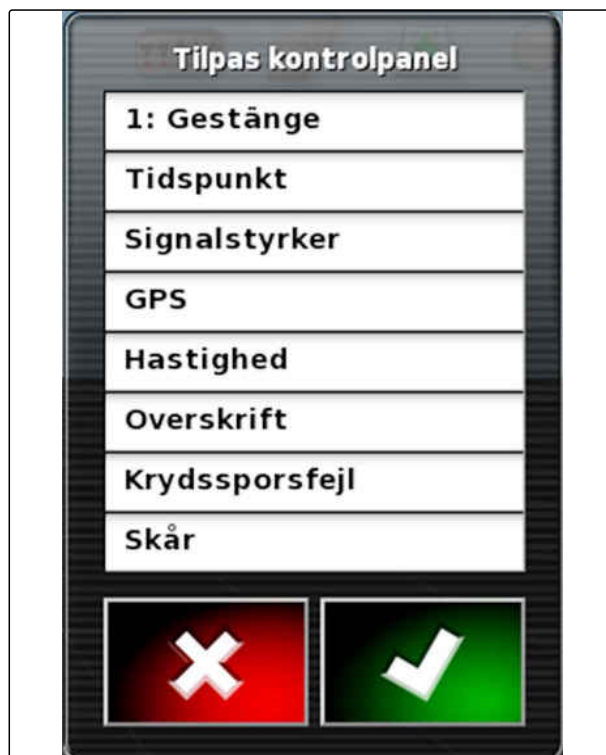 Tilpas kontrolpanel
1: Gestänge
Tidspunkt
Signalstyrker
GPS
Hastighed
Overskrift
Krydssporsfejl
Skår